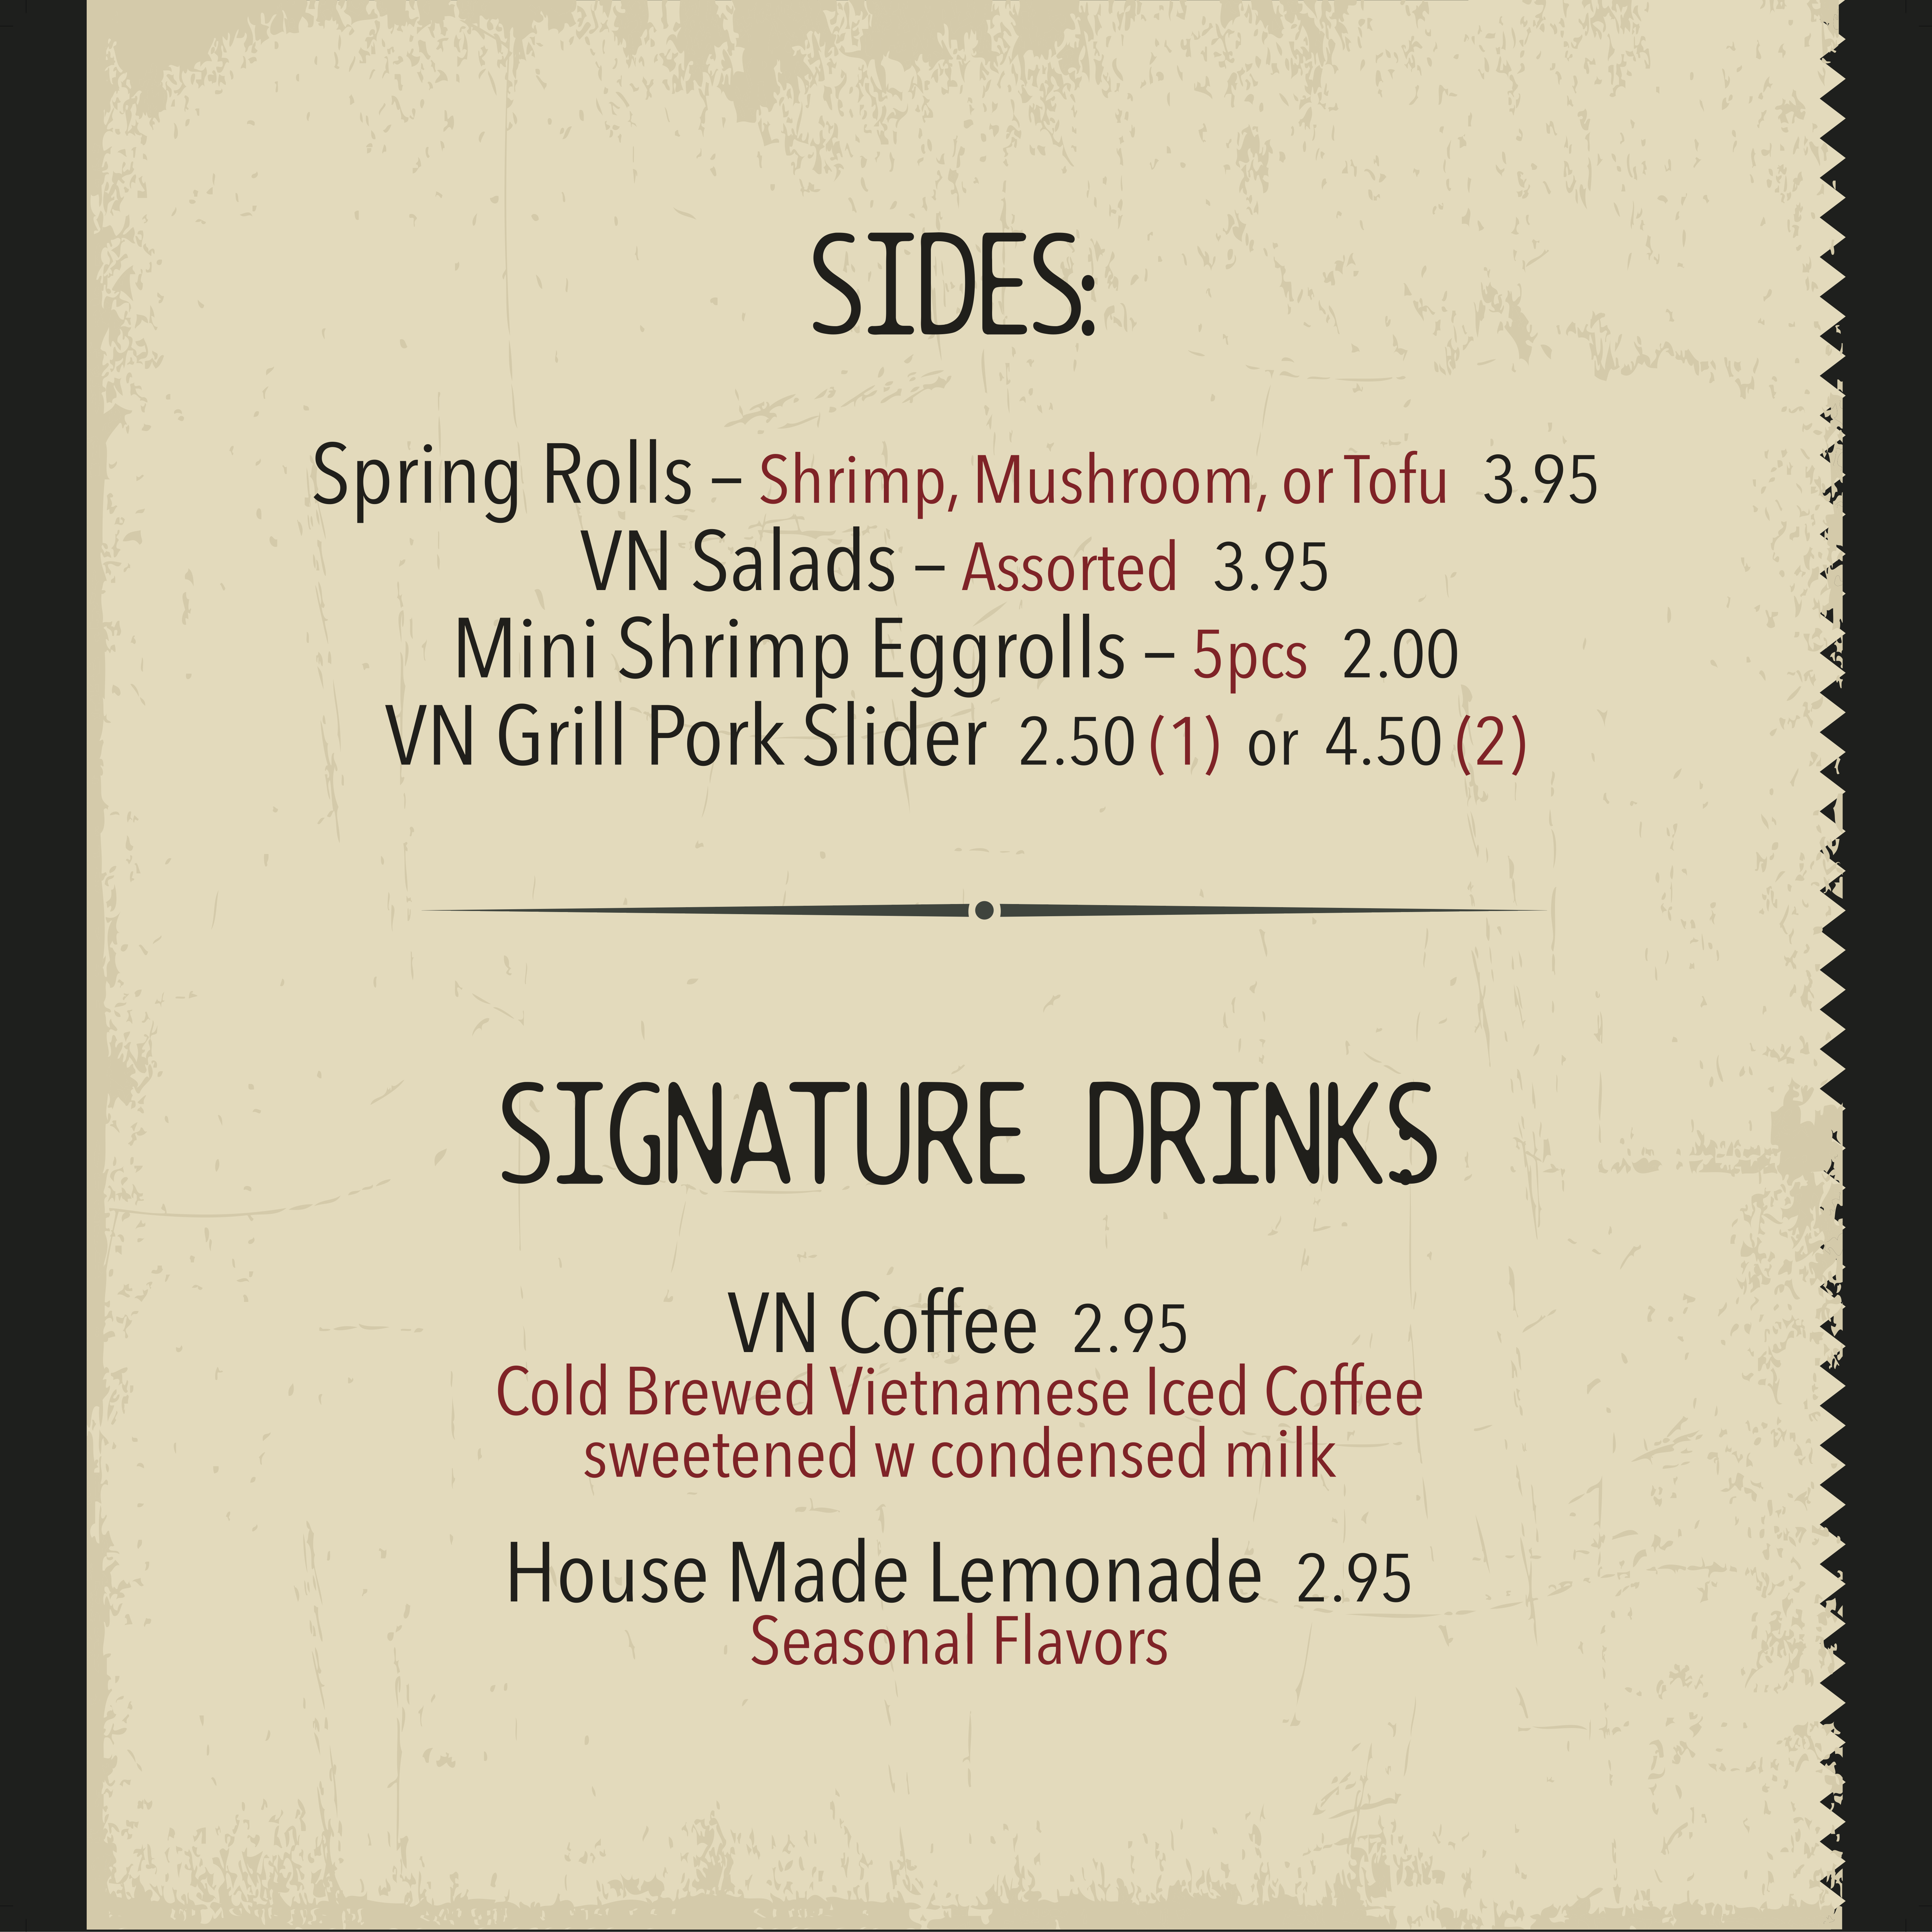 SIDES:
Spring Rolls – Shrimp, Mushroom, or Tofu 3.95
VN Salads – Assorted 3.95
Mini Shrimp Eggrolls – 5pcs 2.00
VN Grill Pork Slider 2.50 (1) or 4.50 (2)
SIGNATURE DRINKS:
VN Coffee 2.95
Cold Brewed Vietnamese Iced Coffee
sweetened w condensed milk
House Made Lemonade 2.95
Seasonal Flavors